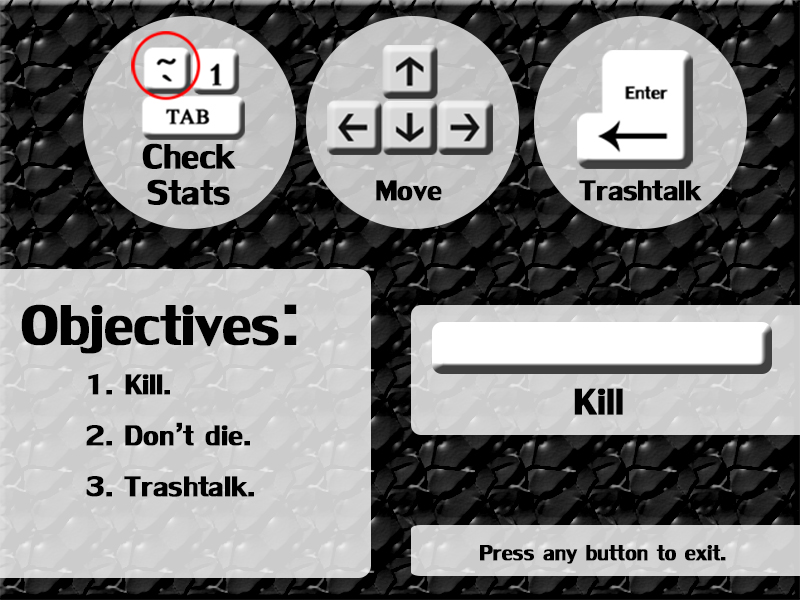 ~
` 1
TAB
Check
Stats
↑
← ↓ →
Move
Enter
←
Trashtalk
Objectives:
1. Kill.
2. Don't die.
3. Trashtalk.
Kill
Press any button to exit.